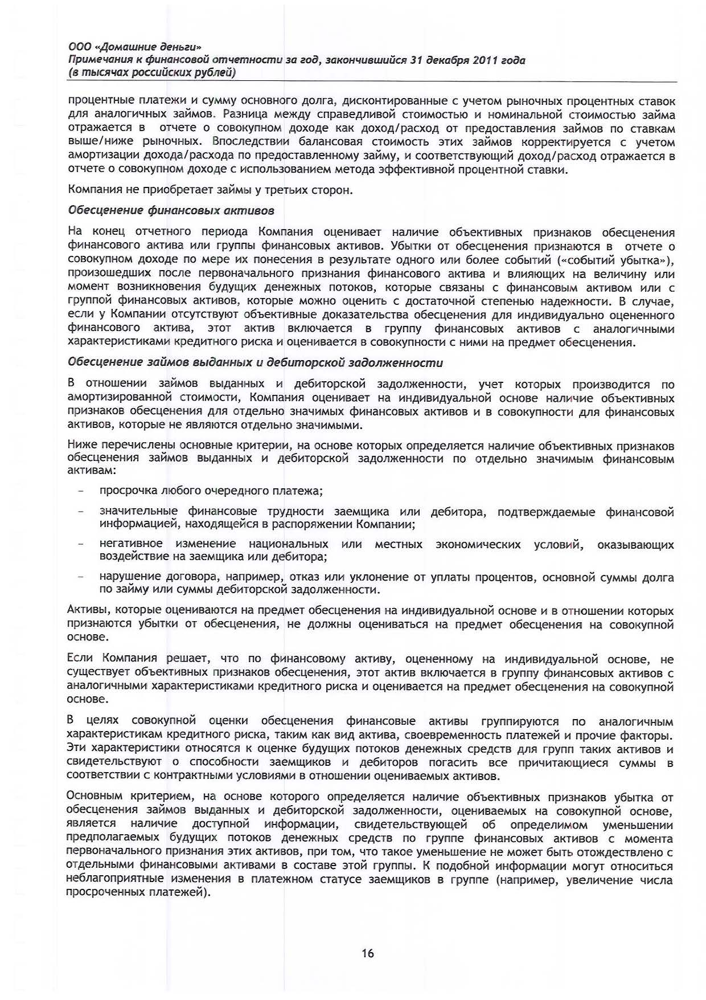 ООО «Домашние деньги»
Примечания к финансовой отчетности за год, закончившийся 31 декабря 2011 года
(в тысячах российских рублей)
процентные платежи и сумму основного долга, дисконтированные с учетом рыночных процентных ставок
для аналогичных займов. Разница между справедливой стоимостью и номинальной стоимостью займа
отражается в отчете о совокупном доходе как доход/расход от предоставления займов по ставкам
выше/ниже рыночных. Впоследствии балансовая стоимость этих займов корректируется с учетом
амортизации дохода/расхода по предоставленному займу, и соответствующий доход/расход отражается в
отчете о совокупном доходе с использованием метода эффективной процентной ставки.
Компания не приобретает займы у третьих сторон.
Обесценение финансовых активов
На конец отчетного периода Компания оценивает наличие объективных признаков обесценения
финансового актива или группы финансовых активов. Убытки от обесценения признаются в отчете о
совокупном доходе по мере их понесения в результате одного или более событий («событий убытка»),
произошедших после первоначального признания финансового актива и влияющих на величину или
момент возникновения будущих денежных потоков, которые связаны с финансовым активом или с
группой финансовых активов, которые можно оценить с достаточной степенью надежности. В случае,
если у Компании отсутствуют объективные доказательства обесценения для индивидуально оцененного
финансового актива, этот актив включается в группу финансовых активов с аналогичными
характеристиками кредитного риска и оценивается в совокупности с ними на предмет обесценения.
Обесценение займов выданных и дебиторской задолженности
В отношении займов выданных и дебиторской задолженности, учет которых производится по
амортизированной стоимости, Компания оценивает на индивидуальной основе наличие объективных
признаков обесценения для отдельно значимых финансовых активов и в совокупности для финансовых
активов, которые не являются отдельно значимыми.
Ниже перечислены основные критерии, на основе которых определяется наличие объективных признаков
обесценения займов выданных и дебиторской задолженности по отдельно значимым финансовым
активам:
– просрочка любого очередного платежа;
– значительные финансовые трудности заемщика или дебитора, подтверждаемые финансовой
информацией, находящейся в распоряжении Компании;
– негативное изменение национальных или местных экономических условий, оказывающих
воздействие на заемщика или дебитора;
– нарушение договора, например, отказ или уклонение от уплаты процентов, основной суммы долга
по займу или суммы дебиторской задолженности.
Активы, которые оцениваются на предмет обесценения на индивидуальной основе и в отношении которых
признаются убытки от обесценения, не должны оцениваться на предмет обесценения на совокупной
основе.
Если Компания решает, что по финансовому активу, оцененному на индивидуальной основе, не
существует объективных признаков обесценения, этот актив включается в группу финансовых активов с
аналогичными характеристиками кредитного риска и оценивается на предмет обесценения на совокупной
основе.
В целях совокупной оценки обесценения финансовые активы группируются по аналогичным
характеристикам кредитного риска, таким как вид актива, своевременность платежей и прочие факторы.
Эти характеристики относятся к оценке будущих потоков денежных средств для групп таких активов и
свидетельствуют о способности заемщиков и дебиторов погасить все причитающиеся суммы в
соответствии с контрактными условиями в отношении оцениваемых активов.
Основным критерием, на основе которого определяется наличие объективных признаков убытка от
обесценения займов выданных и дебиторской задолженности, оцениваемых на совокупной основе,
является наличие доступной информации, свидетельствующей об определимом уменьшении
предполагаемых будущих потоков денежных средств по группе финансовых активов с момента
первоначального признания этих активов, при том, что такое уменьшение не может быть отождествлено с
отдельными финансовыми активами в составе этой группы. К подобной информации могут относиться
неблагоприятные изменения в платежном статусе заемщиков в группе (например, увеличение числа
просроченных платежей).
16